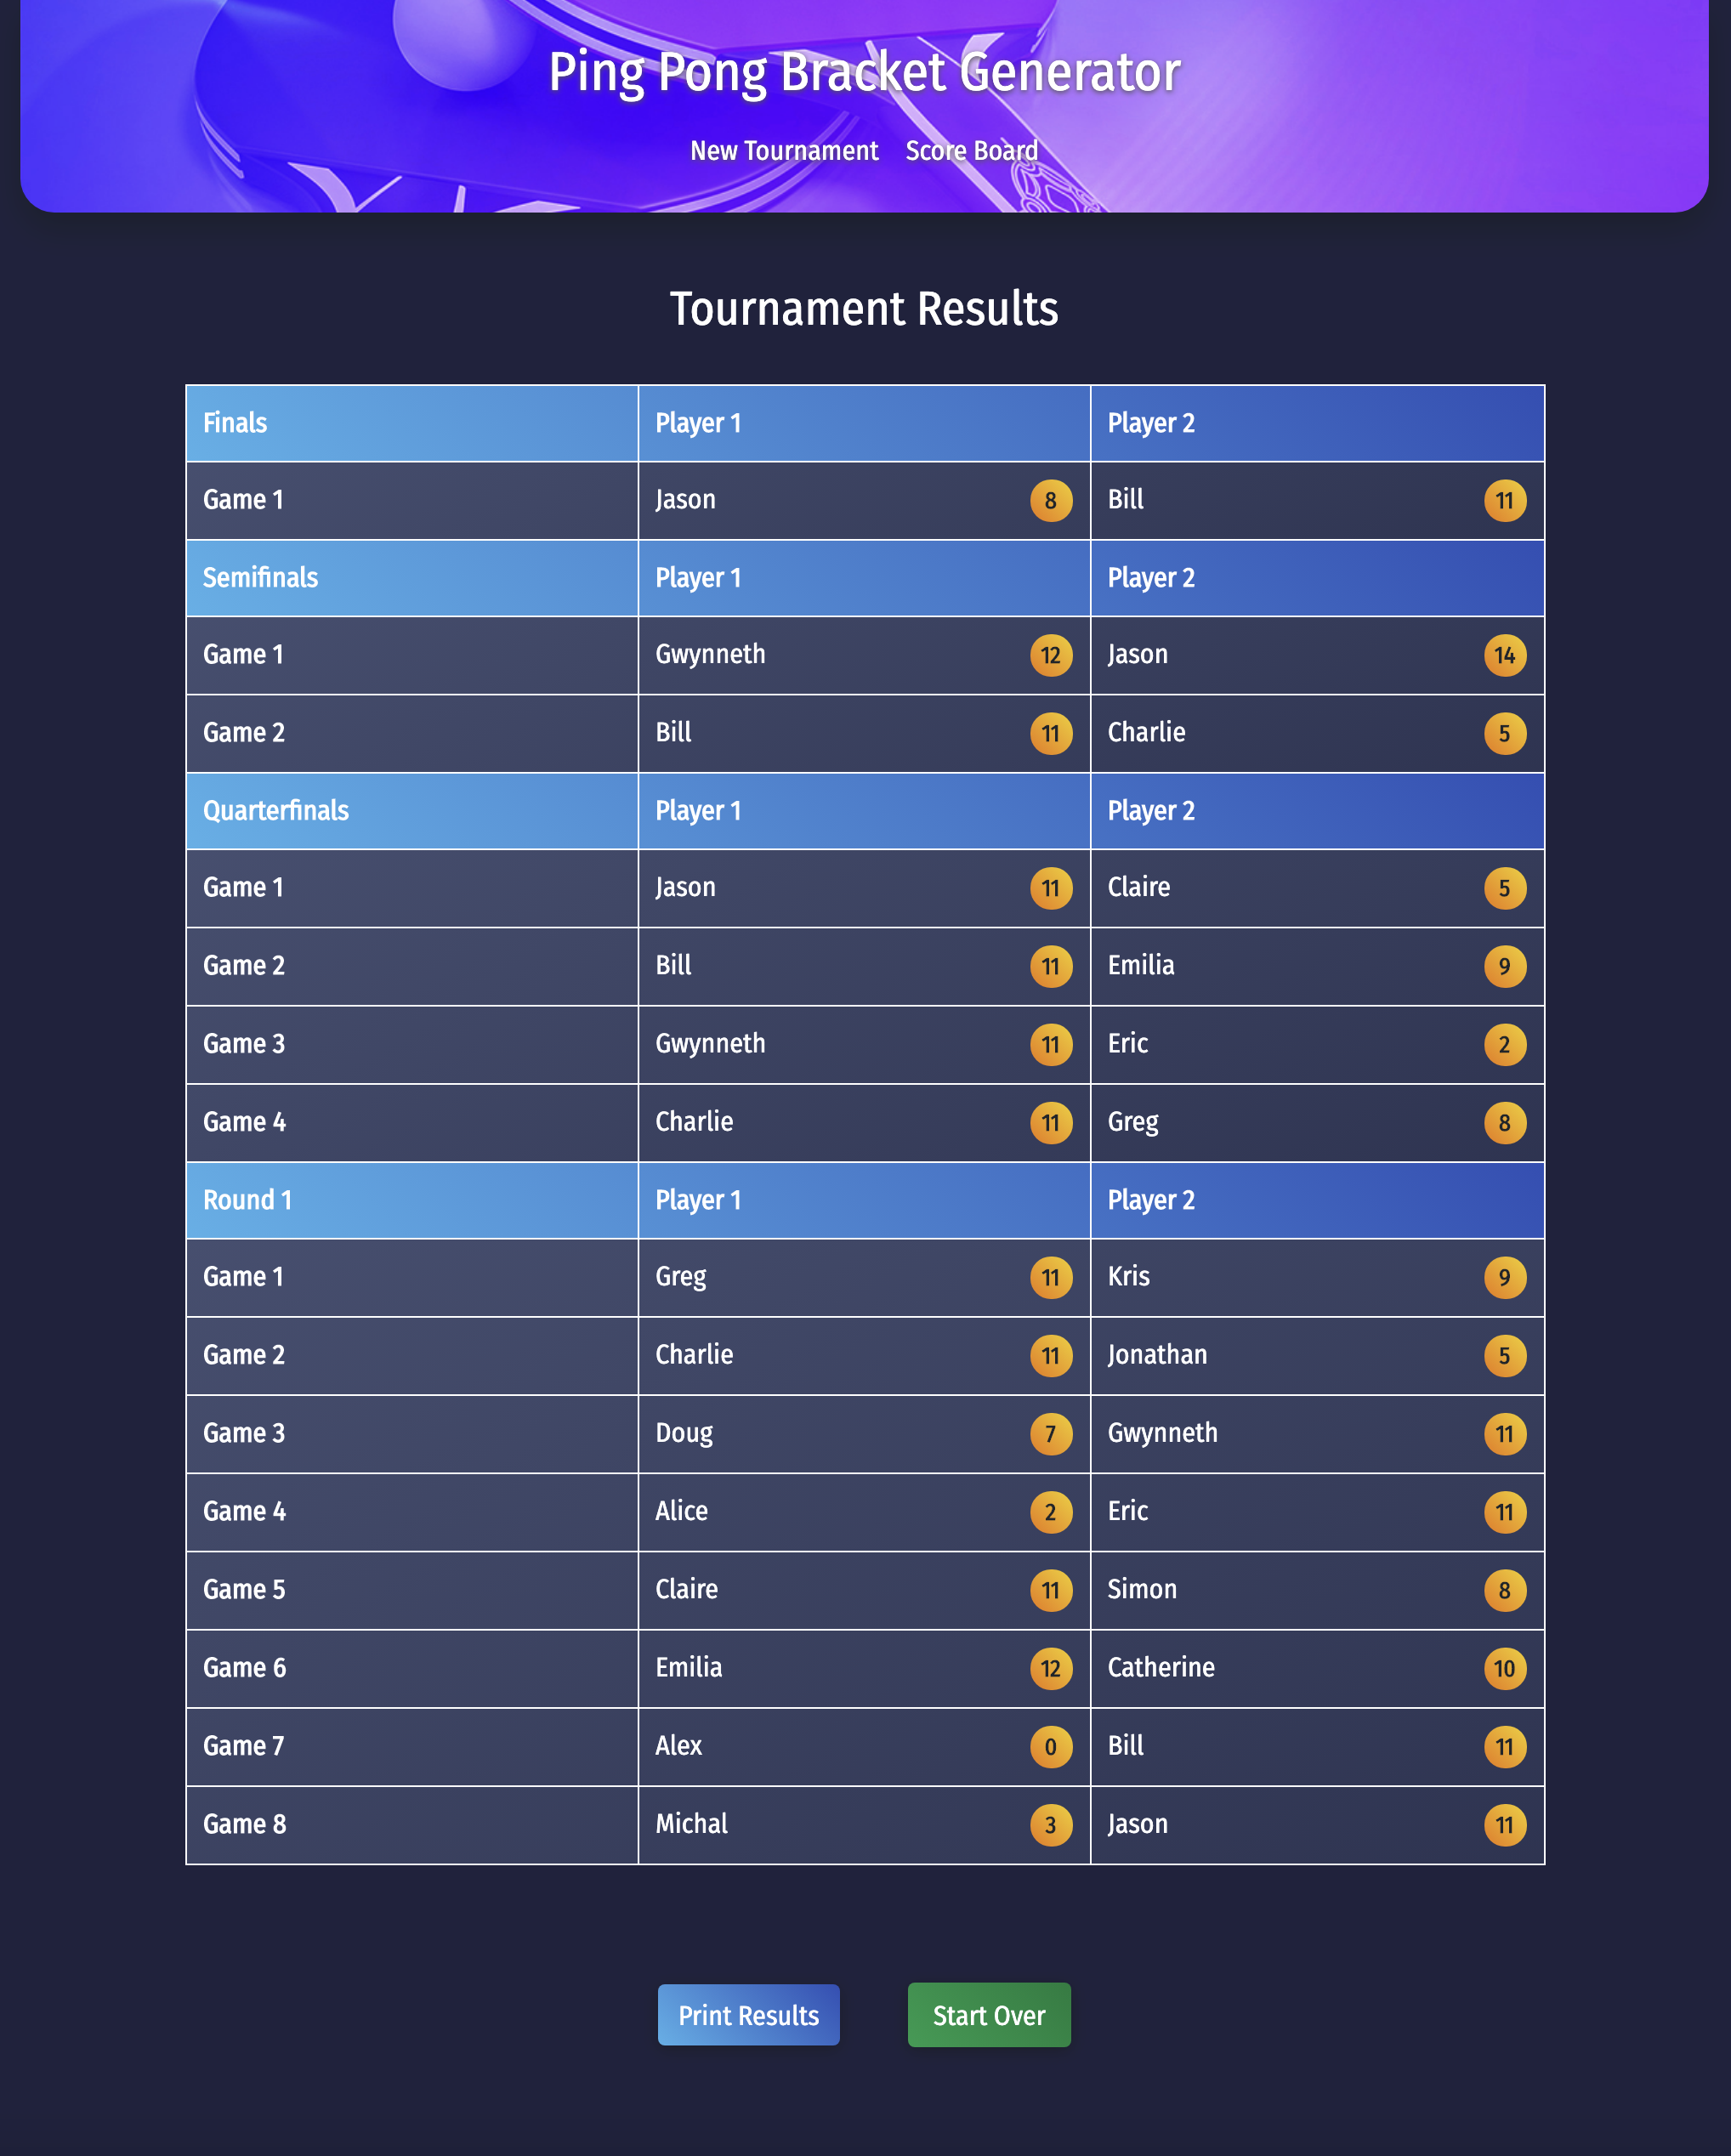 Ping Pong Bracket Generator
New Tournament Score Board
Tournament Results
Finals Player 1 Player 2
Game 1 Jason 8 Bill 11
Semifinals Player 1 Player 2
Game 1 Gwynneth 12 Jason 14
Game 2 Bill 11 Charlie 5
Quarterfinals Player 1 Player 2
Game 1 Jason 11 Claire 5
Game 2 Bill 11 Emilia 9
Game 3 Gwynneth 11 Eric 2
Game 4 Charlie 11 Greg 8
Round 1 Player 1 Player 2
Game 1 Greg 11 Kris 9
Game 2 Charlie 11 Jonathan 5
Game 3 Doug 7 Gwynneth 11
Game 4 Alice 2 Eric 11
Game 5 Claire 11 Simon 8
Game 6 Emilia 12 Catherine 10
Game 7 Alex 0 Bill 11
Game 8 Michal 3 Jason 11
Print Results Start Over